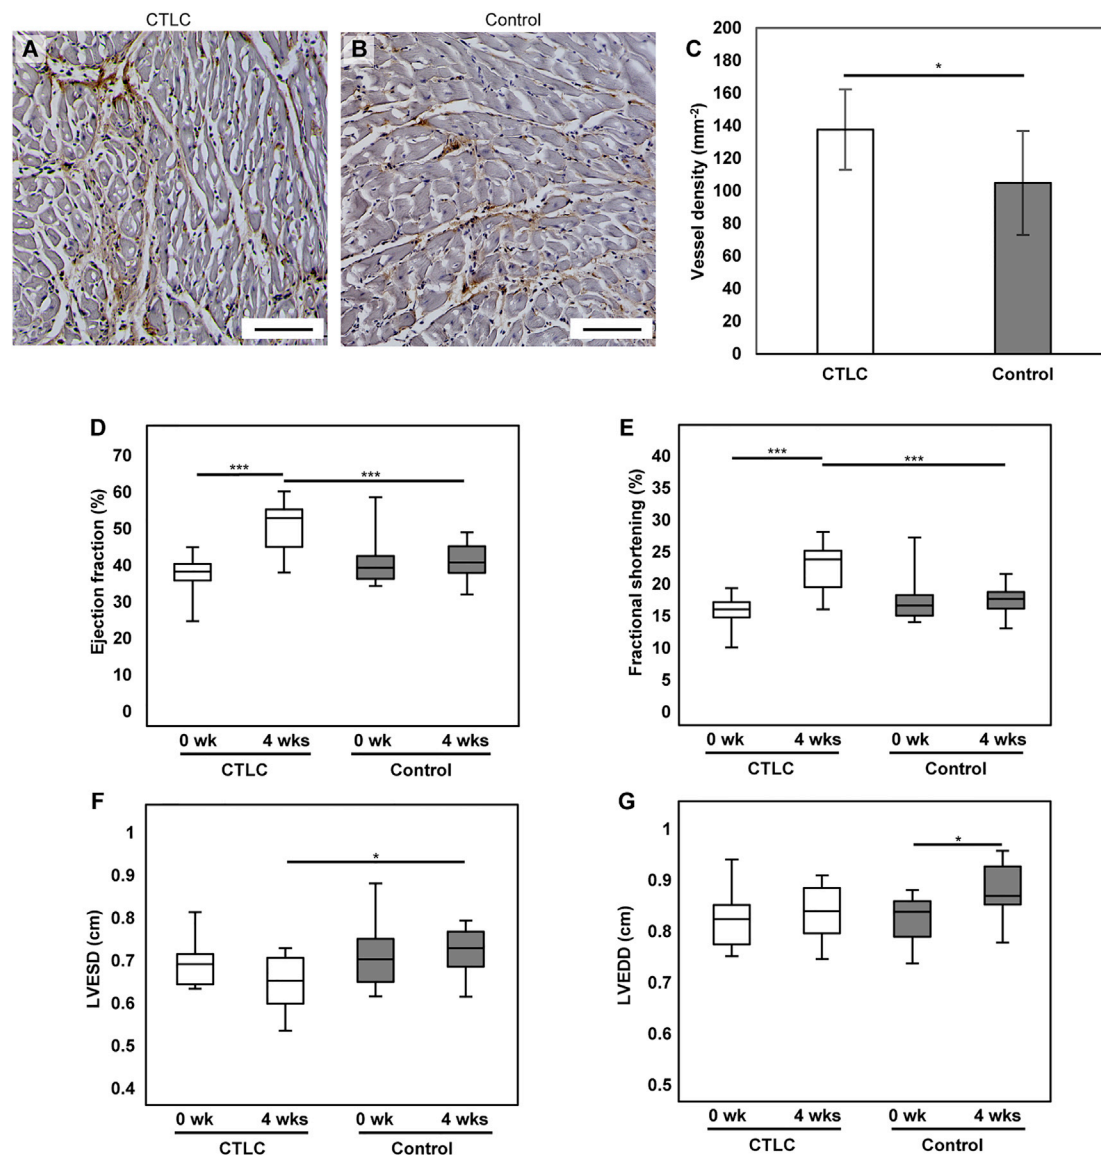 CTLC
Control
A
B
C
Vessel density (mm-2)
200
180
160
140
120
100
80
60
40
20
0
*
CTLC
Control
D
Ejection fraction (%)
70
60
50
40
30
20
10
0
***
***
0 wk
4 wks
0 wk
4 wks
CTLC
Control
E
Fractional shortening (%)
40
35
30
25
20
15
10
5
0
***
***
0 wk
4 wks
0 wk
4 wks
CTLC
Control
F
LVESD (cm)
1
0.9
0.8
0.7
0.6
0.5
0.4
*
0 wk
4 wks
0 wk
4 wks
CTLC
Control
G
LVEDD (cm)
1
0.9
0.8
0.7
0.6
0.5
*
0 wk
4 wks
0 wk
4 wks
CTLC
Control